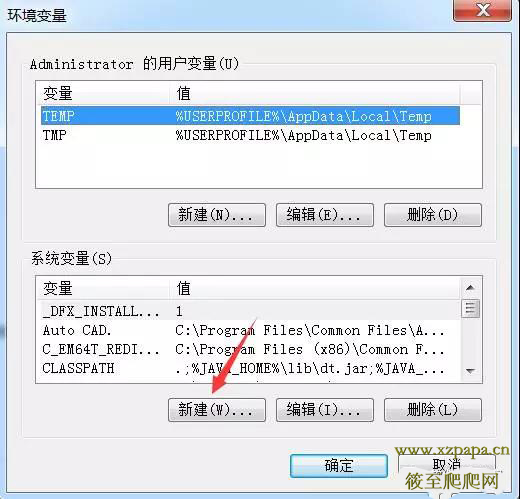 环境变量
Administrator 的用户变量(U)
变量 值
TEMP %USERPROFILE%\AppData\Local\Temp
TMP %USERPROFILE%\AppData\Local\Temp
新建(N)... 编辑(E)... 删除(D)
系统变量(S)
变量 值
_DFX_INSTALL... 1
Auto CAD. C:\Program Files\Common Files\A...
C_EM64T_REDI... C:\Program Files (x86)\Common F...
CLASSPATH .;%JAVA_HOME%\lib\dt.jar;%JAVA_...
新建(W)... 编辑(I)... 删除(L)
www.xzpapa.cn
确定 取消
筱至爬爬网